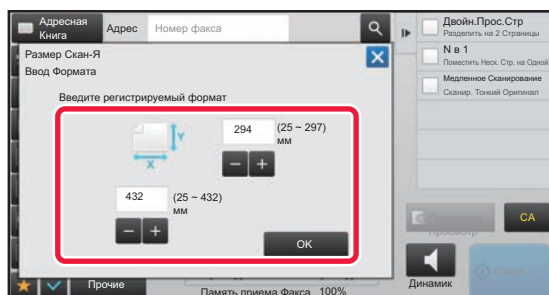 Адресная
Книга
Адрес
Номер факса
Двойн.Прос.Стр
Разделить на 2 Страницы
Размер Скан-Я
Ввод Формата
N в 1
Поместить Неск. Стр. на Одной
Введите регистрируемый формат
Медленное Сканирование
Сканир. Тонкий Оригинал
Y
X
294
(25 ~ 297)
мм
− +
432
(25 ~ 432)
мм
− +
OK
Просмотр
CA
Прочие
Память приема Факса 100%
Динамик
Старт